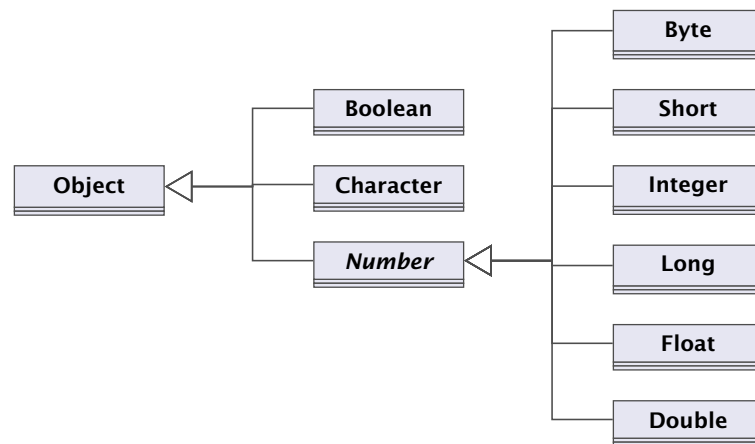 Object
Boolean
Character
Number
Byte
Short
Integer
Long
Float
Double